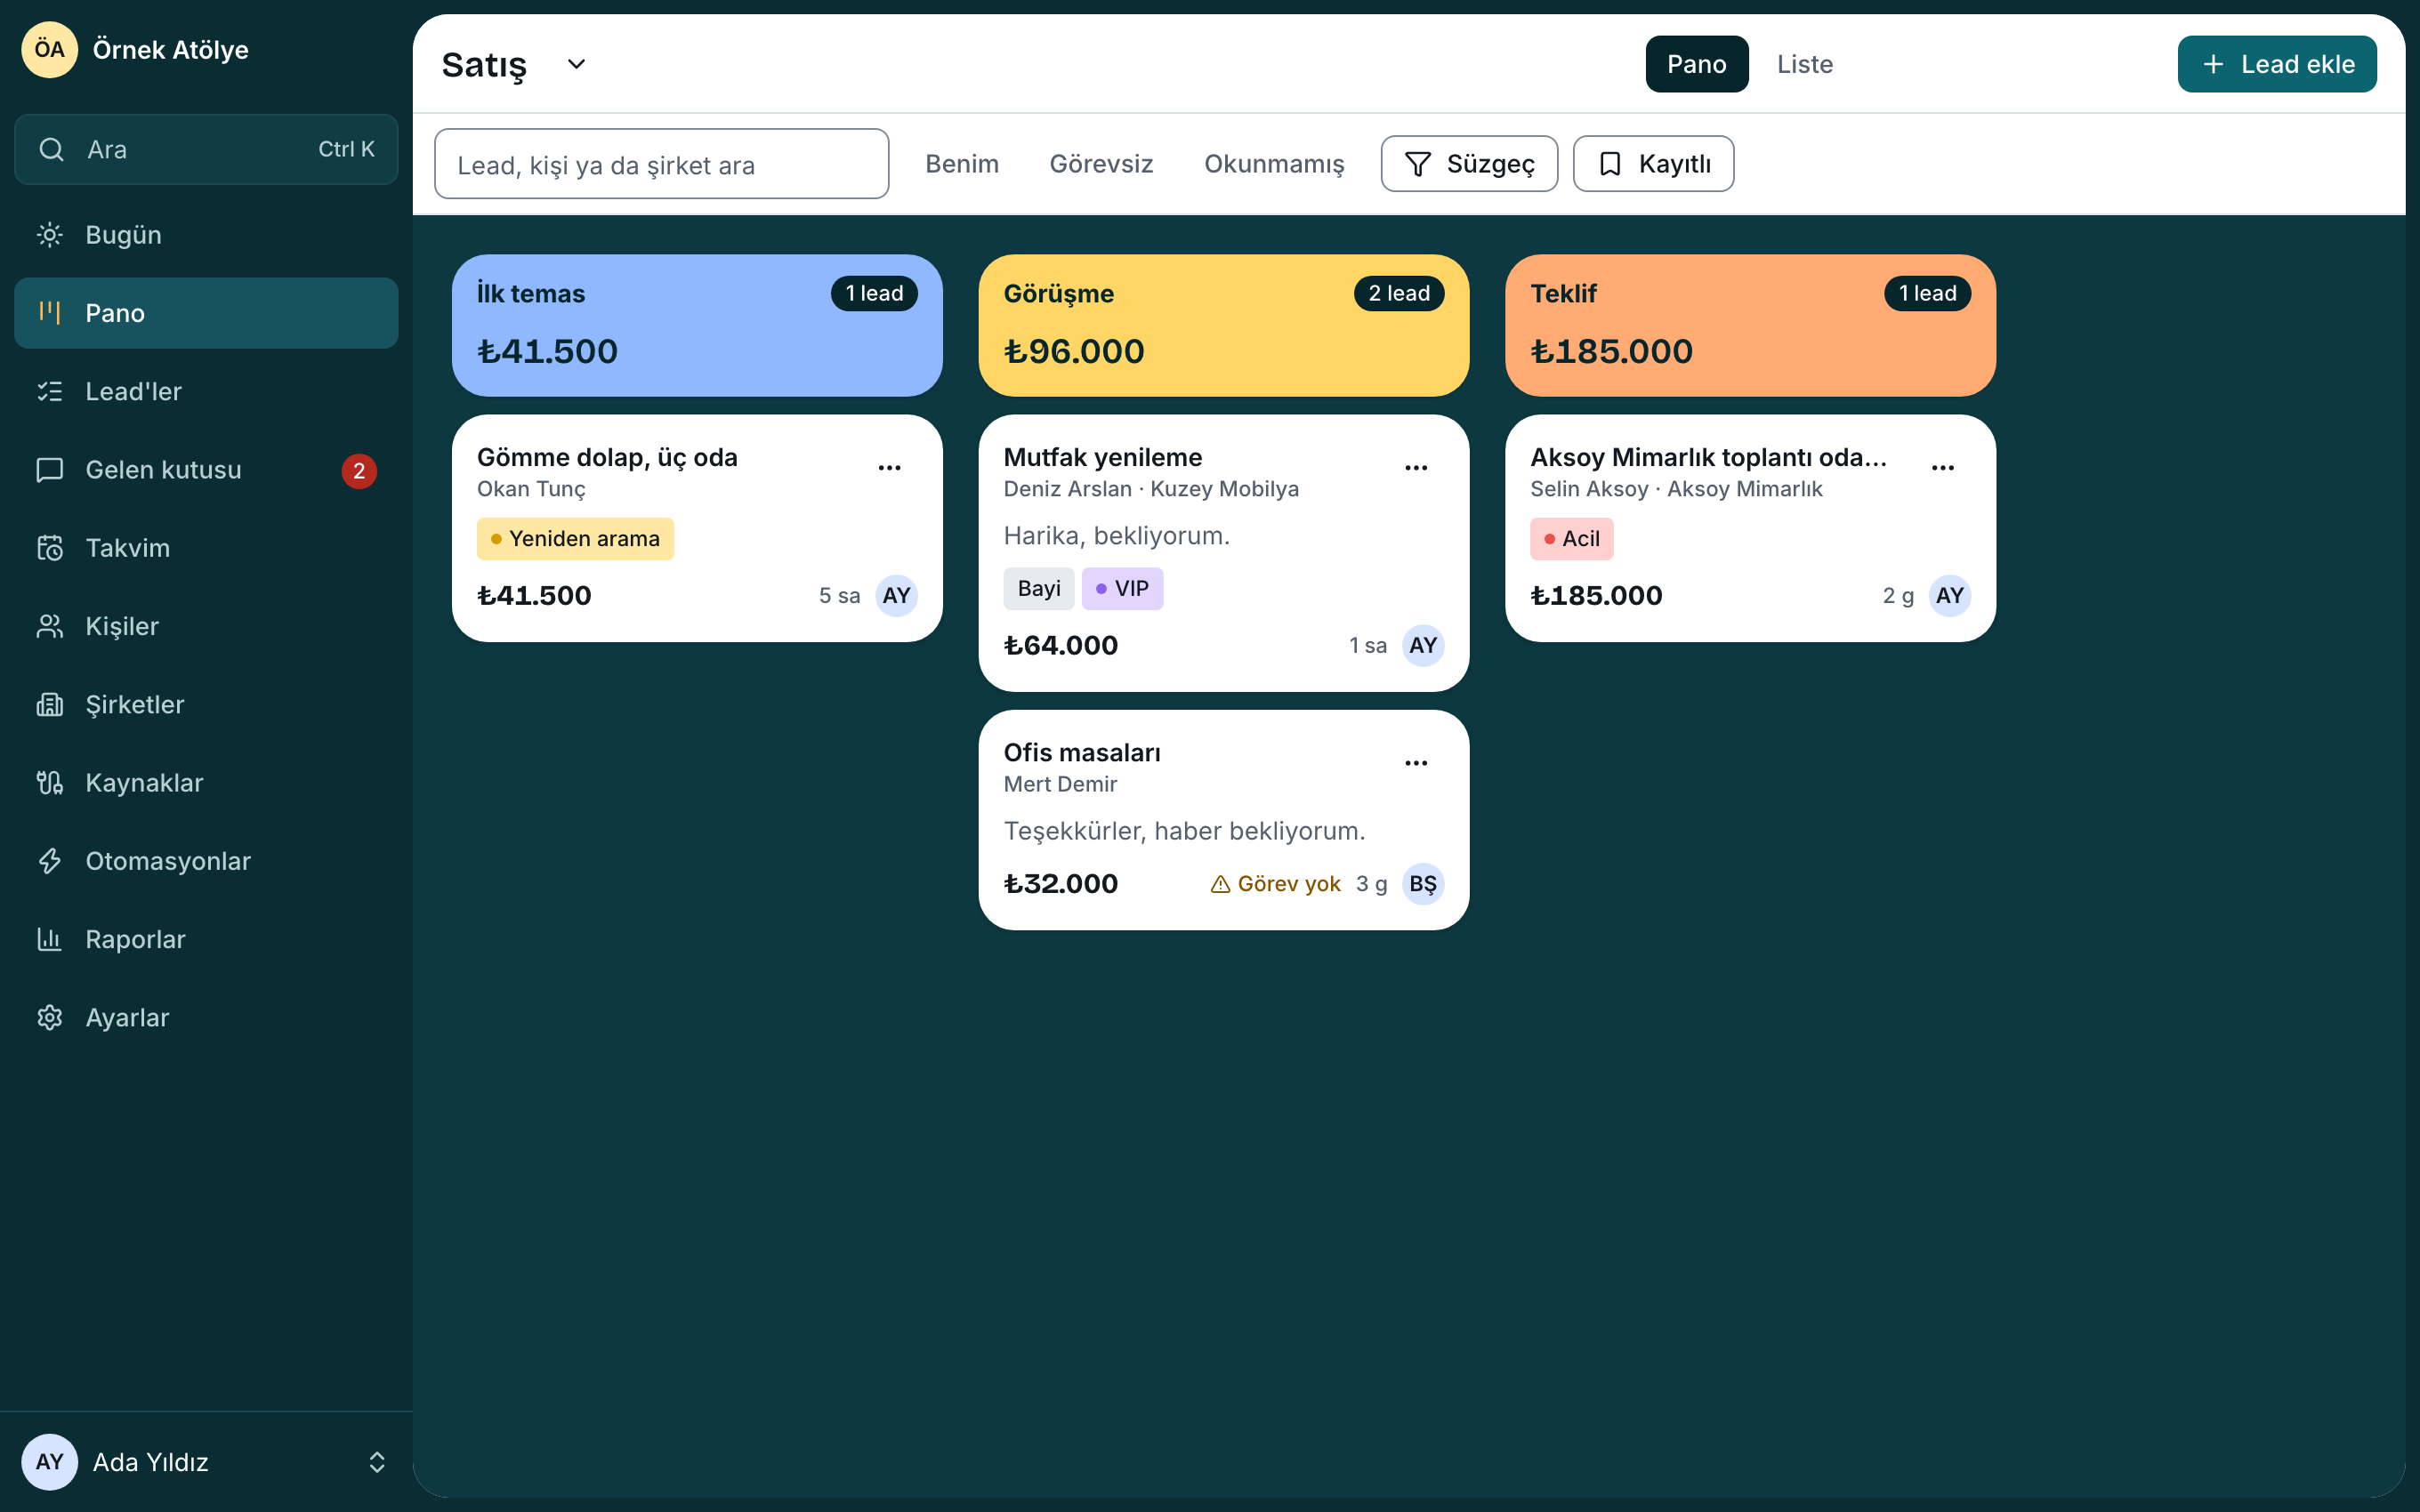 ÖA Örnek Atölye
Ara Ctrl K
Bugün
Pano
Lead'ler
Gelen kutusu 2
Takvim
Kişiler
Şirketler
Kaynaklar
Otomasyonlar
Raporlar
Ayarlar
AY Ada Yıldız
Satış
Pano Liste
Lead ekle
Lead, kişi ya da şirket ara
Benim Görevsiz Okunmamış Süzgeç Kayıtlı
İlk temas 1 lead
₺41.500
Gömme dolap, üç oda
Okan Tunç
Yeniden arama
₺41.500 5 sa AY
Görüşme 2 lead
₺96.000
Mutfak yenileme
Deniz Arslan · Kuzey Mobilya
Harika, bekliyorum.
Bayi VIP
₺64.000 1 sa AY
Ofis masaları
Mert Demir
Teşekkürler, haber bekliyorum.
₺32.000 Görev yok 3 g BŞ
Teklif 1 lead
₺185.000
Aksoy Mimarlık toplantı oda...
Selin Aksoy · Aksoy Mimarlık
Acil
₺185.000 2 g AY